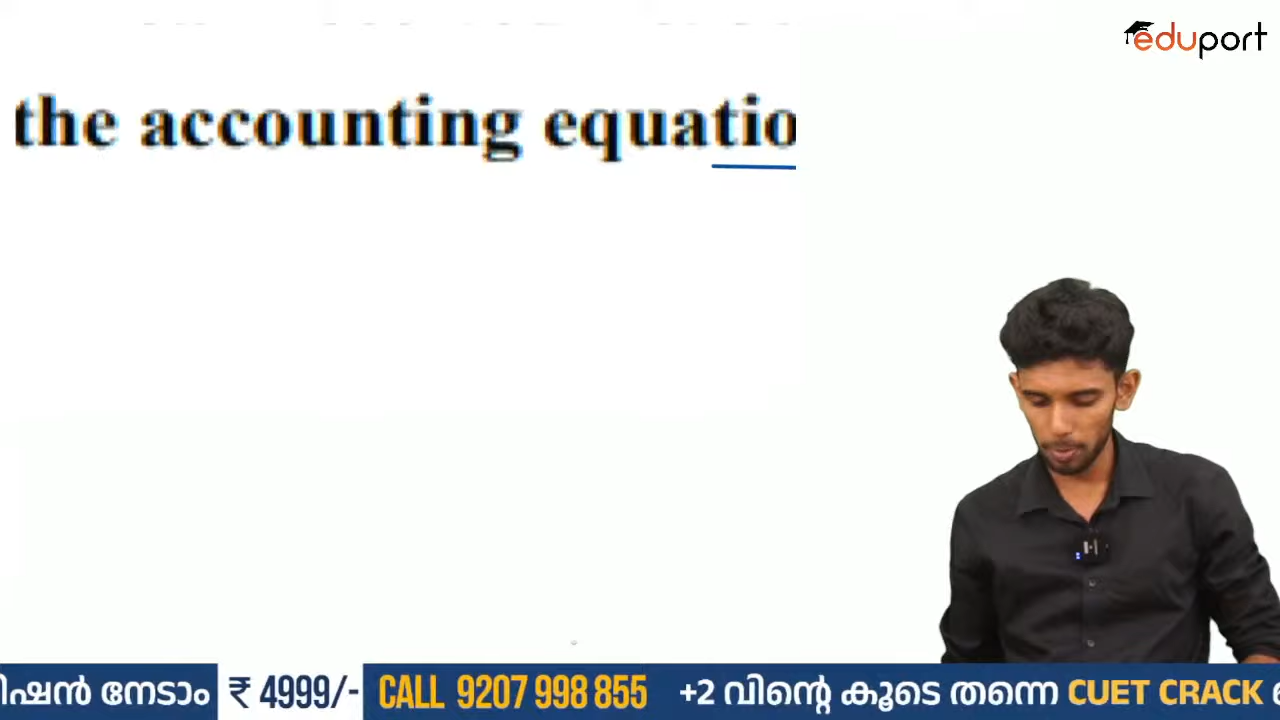 eduport
the accounting equatio
ിഷൻ നേടാം ₹ 4999/- CALL 9207 998 855 +2 വിന്റെ കൂടെ തന്നെ CUET CRACK